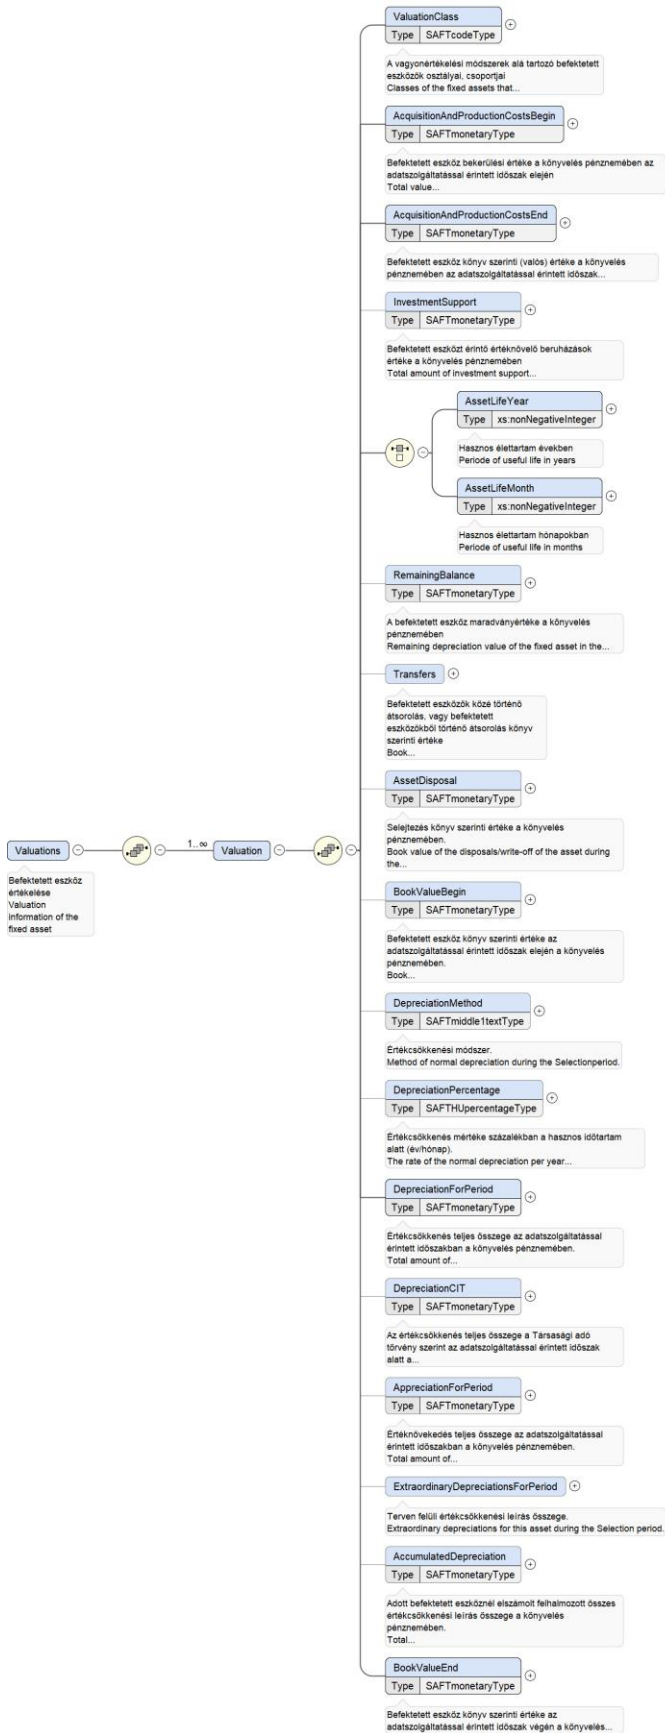 ValuationClass
Type SAFTcodeType
A vagyonértékelési módszerek alá tartozó befektetett
eszközök osztályai, csoportjai
Classes of the fixed assets that...
AcquisitionAndProductionCostsBegin
Type SAFTmonetaryType
Befektetett eszköz bekerülési értéke a könyvelés pénznemében az
adatszolgáltatással érintett időszak elején
Total value...
AcquisitionAndProductionCostsEnd
Type SAFTmonetaryType
Befektetett eszköz könyv szerinti (valós) értéke a könyvelés
pénznemében az adatszolgáltatással érintett időszak...
InvestmentSupport
Type SAFTmonetaryType
Befektetett eszközt érintő értéknövelő beruházások
értéke a könyvelés pénznemében
Total amount of investment support...
AssetLifeYear
Type xs:nonNegativeInteger
Hasznos élettartam években
Periode of useful life in years
AssetLifeMonth
Type xs:nonNegativeInteger
Hasznos élettartam hónapokban
Periode of useful life in months
RemainingBalance
Type SAFTmonetaryType
A befektetett eszköz maradványértéke a könyvelés
pénznemében
Remaining depreciation value of the fixed asset in the...
Transfers
Befektetett eszközök közé történő
átsorolás, vagy befektetett
eszközökből történő átsorolás könyv
szerinti értéke
Book...
AssetDisposal
Type SAFTmonetaryType
Selejtezés könyv szerinti értéke a könyvelés
pénznemében.
Book value of the disposals/write-off of the asset during
the...
Valuations
1..∞
Valuation
Befektetett eszköz
értékelése
Valuation
information of the
fixed asset
BookValueBegin
Type SAFTmonetaryType
Befektetett eszköz könyv szerinti értéke az
adatszolgáltatással érintett időszak elején a könyvelés
pénznemében.
Book...
DepreciationMethod
Type SAFTmiddle1textType
Értékcsökkenési módszer.
Method of normal depreciation during the Selectionperiod.
DepreciationPercentage
Type SAFTHUpercentageType
Értékcsökkenés mértéke százalékban a hasznos időtartam
alatt (év/hónap).
The rate of the normal depreciation per year...
DepreciationForPeriod
Type SAFTmonetaryType
Értékcsökkenés teljes összege az adatszolgáltatással
érintett időszakban a könyvelés pénznemében.
Total amount of...
DepreciationCIT
Type SAFTmonetaryType
Az értékcsökkenés teljes összege a Társasági adó
törvény szerint az adatszolgáltatással érintett időszak
alatt a...
AppreciationForPeriod
Type SAFTmonetaryType
Értéknövekedés teljes összege az adatszolgáltatással
érintett időszakban a könyvelés pénznemében.
Total amount of...
ExtraordinaryDepreciationsForPeriod
Terven felüli értékcsökkenési leírás összege.
Extraordinary depreciations for this asset during the Selection period.
AccumulatedDepreciation
Type SAFTmonetaryType
Adott befektetett eszköznél elszámolt felhalmozott összes
értékcsökkenési leírás összege a könyvelés
pénznemében.
Total...
BookValueEnd
Type SAFTmonetaryType
Befektetett eszköz könyv szerinti értéke az
adatszolgáltatással érintett időszak végén a könyvelés...